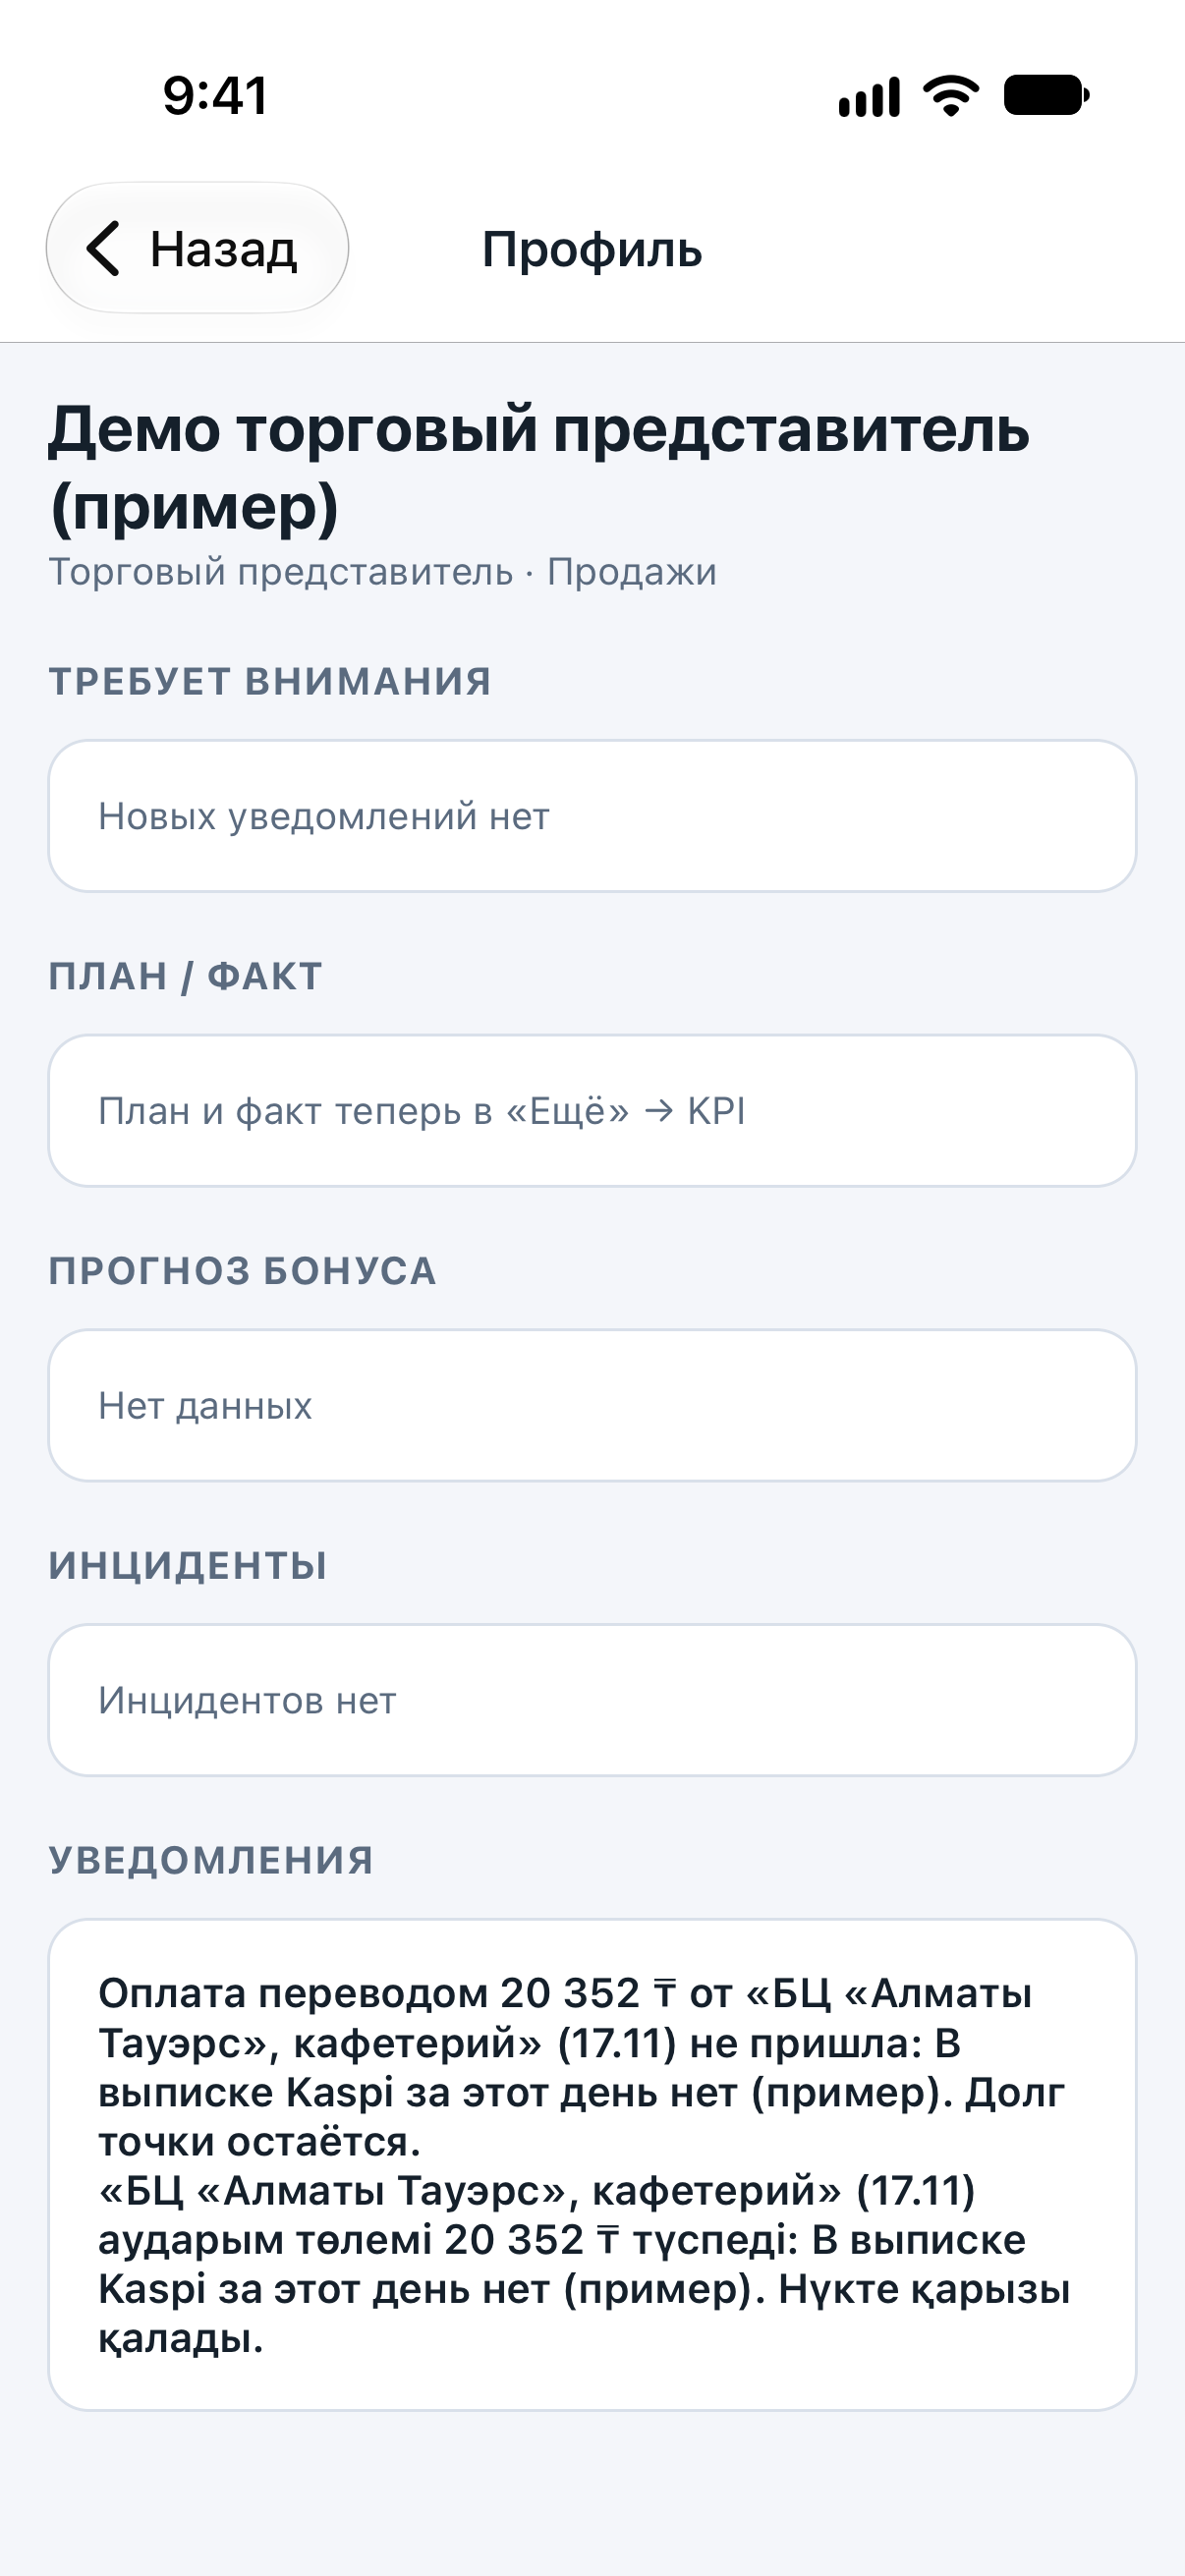 9:41
Назад
Профиль
Демо торговый представитель
(пример)
Торговый представитель · Продажи
ТРЕБУЕТ ВНИМАНИЯ
Новых уведомлений нет
ПЛАН / ФАКТ
План и факт теперь в «Ещё» → KPI
ПРОГНОЗ БОНУСА
Нет данных
ИНЦИДЕНТЫ
Инцидентов нет
УВЕДОМЛЕНИЯ
Оплата переводом 20 352 ₸ от «БЦ «Алматы
Тауэрс», кафетерий» (17.11) не пришла: В
выписке Kaspi за этот день нет (пример). Долг
точки остаётся.
«БЦ «Алматы Тауэрс», кафетерий» (17.11)
аударым төлемі 20 352 ₸ түспеді: В выписке
Kaspi за этот день нет (пример). Нүкте қарызы
қалады.